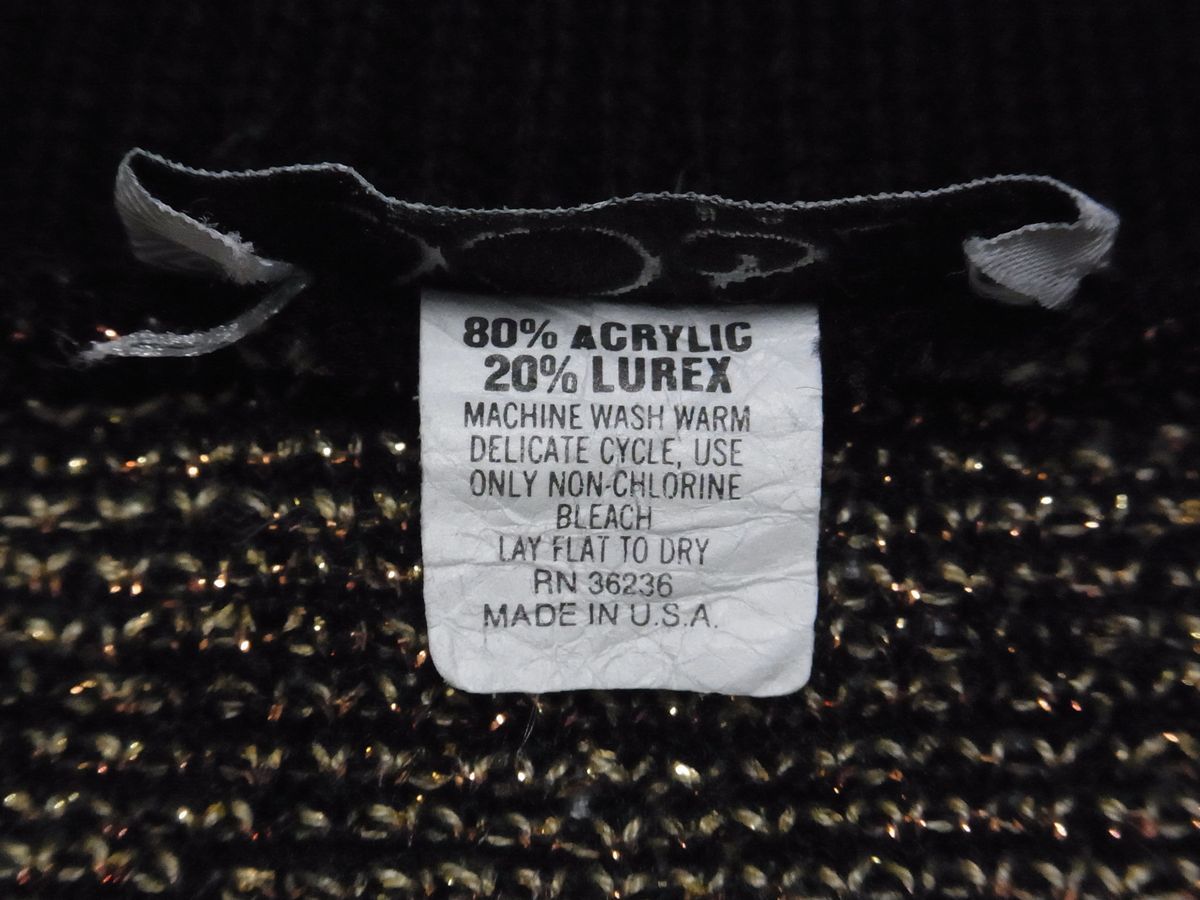 80% ACRYLIC
20% LUREX
MACHINE WASH WARM
DELICATE CYCLE, USE
ONLY NON-CHLORINE
BLEACH
LAY FLAT TO DRY
RN 36236
MADE IN U.S.A.